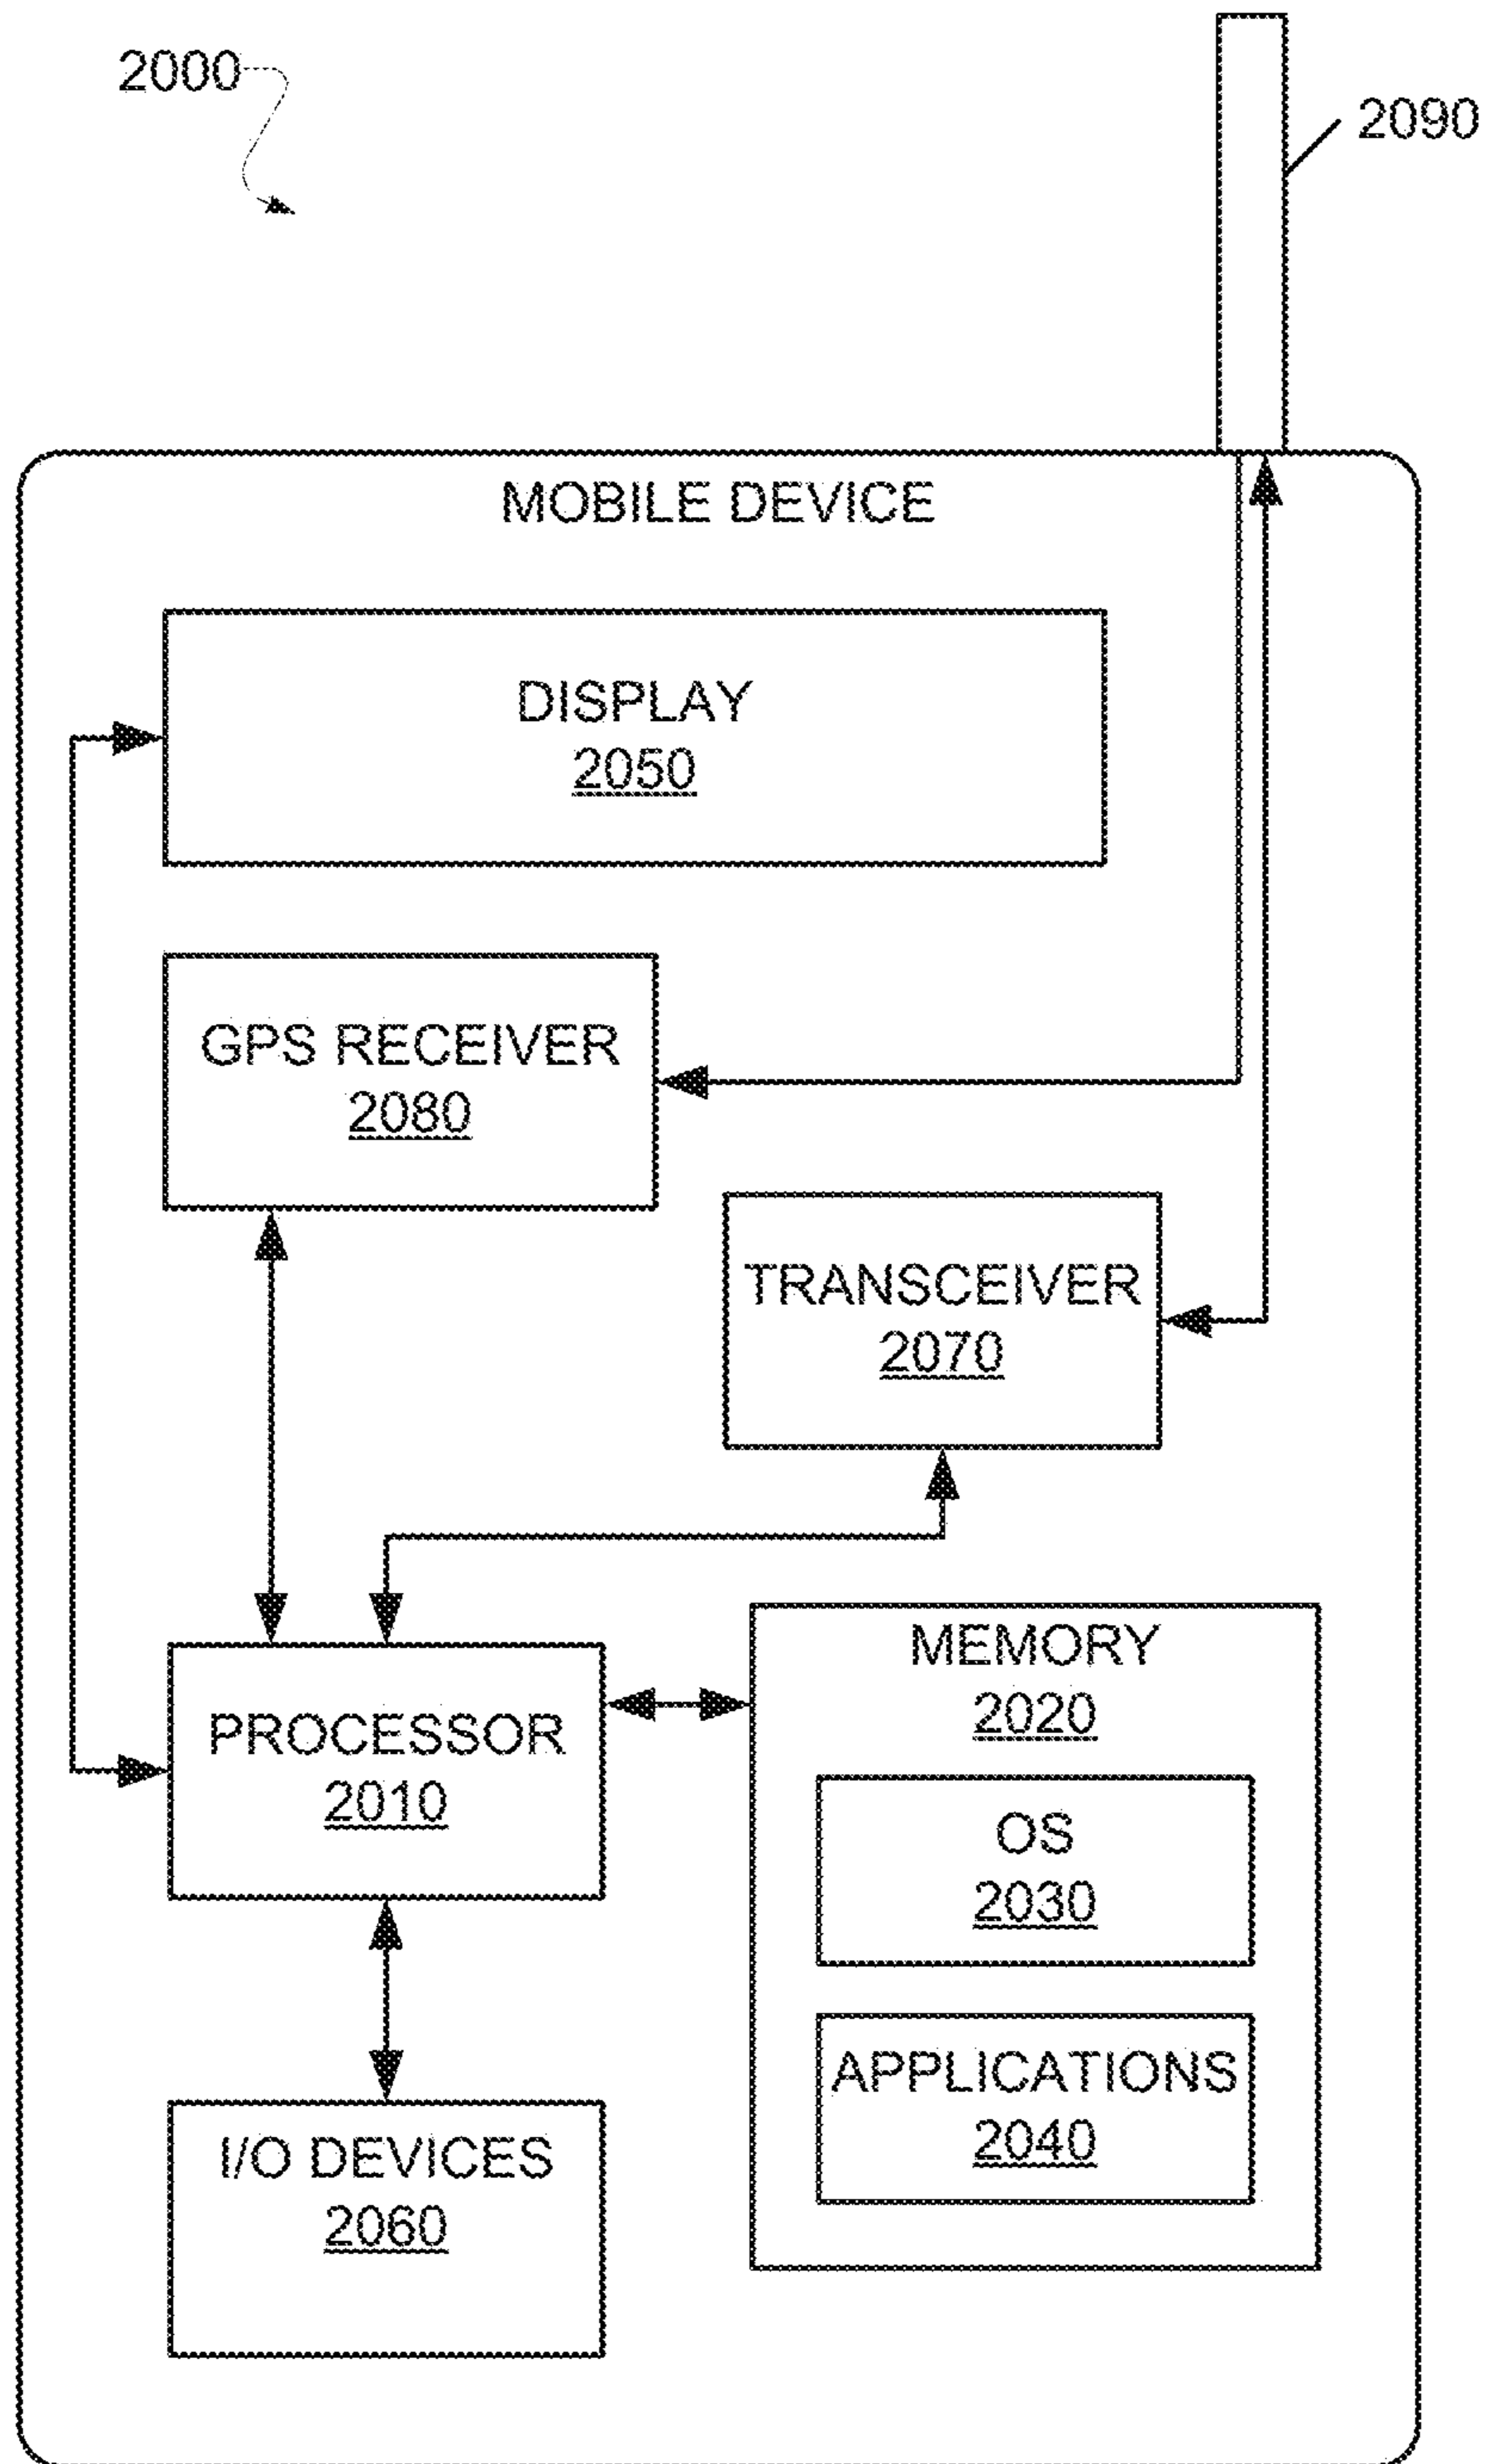 2000
2090
MOBILE DEVICE
DISPLAY
2050
GPS RECEIVER
2080
TRANSCEIVER
2070
MEMORY
2020
PROCESSOR
2010
OS
2030
APPLICATIONS
2040
I/O DEVICES
2060